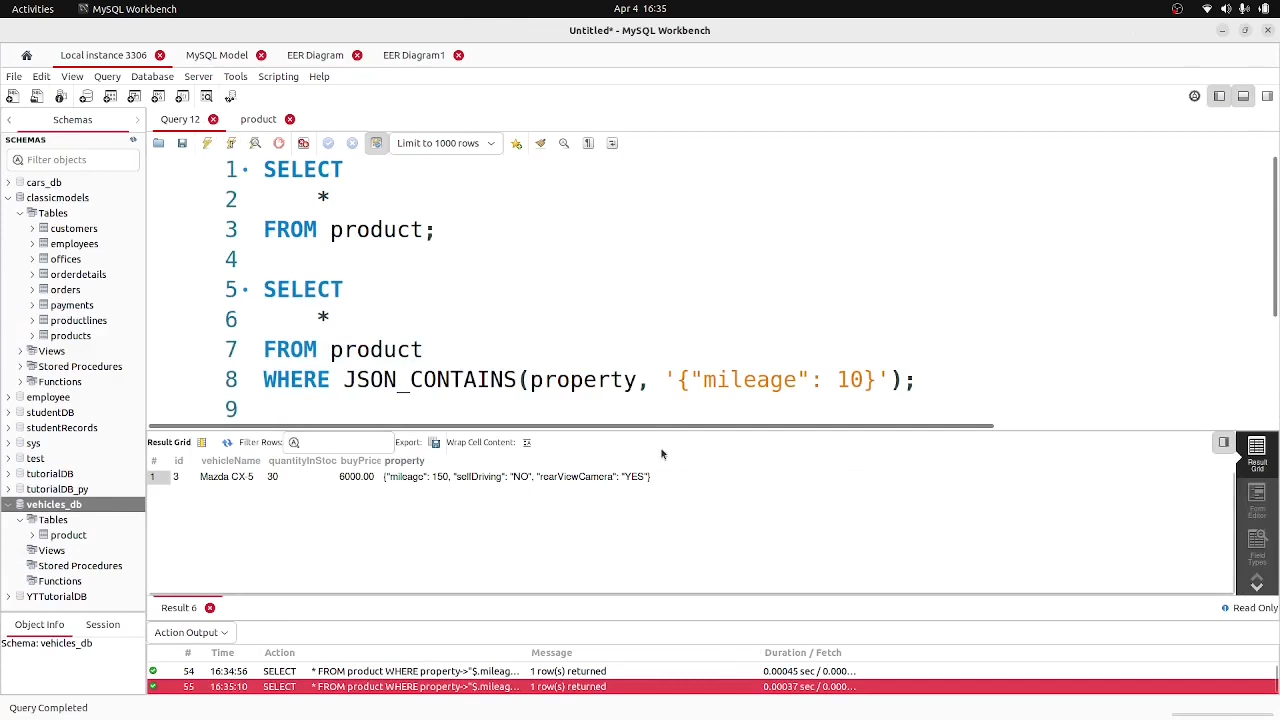 Activities MySQL Workbench Apr 4 16:35
Untitled* - MySQL Workbench
Local instance 3306 MySQL Model EER Diagram EER Diagram1
File Edit View Query Database Server Tools Scripting Help
Schemas Query 12 product
SCHEMAS
Limit to 1000 rows
Filter objects
cars_db
classicmodels
Tables
customers
employees
offices
orderdetails
orders
payments
productlines
products
Views
Stored Procedures
Functions
employee
studentDB
studentRecords
sys
test
tutorialDB
tutorialDB_py
vehicles_db
Tables
product
Views
Stored Procedures
Functions
YTTutorialDB
1 SELECT
2 *
3 FROM product;
4
5 SELECT
6 *
7 FROM product
8 WHERE JSON_CONTAINS(property, '{"mileage": 10}');
9
Result Grid Filter Rows: Export: Wrap Cell Content:
# id vehicleName quantityInStoc buyPrice property
1 3 Mazda CX-5 30 6000.00 {"mileage": 150, "selfDriving": "NO", "rearViewCamera": "YES"}
Result Grid
Form Editor
Field Types
Result 6 Read Only
Object Info Session
Schema: vehicles_db
Action Output
# Time Action Message Duration / Fetch
54 16:34:56 SELECT * FROM product WHERE property->"$.mileag... 1 row(s) returned 0.00045 sec / 0.000...
55 16:35:10 SELECT * FROM product WHERE property->"$.mileag... 1 row(s) returned 0.00037 sec / 0.000...
Query Completed